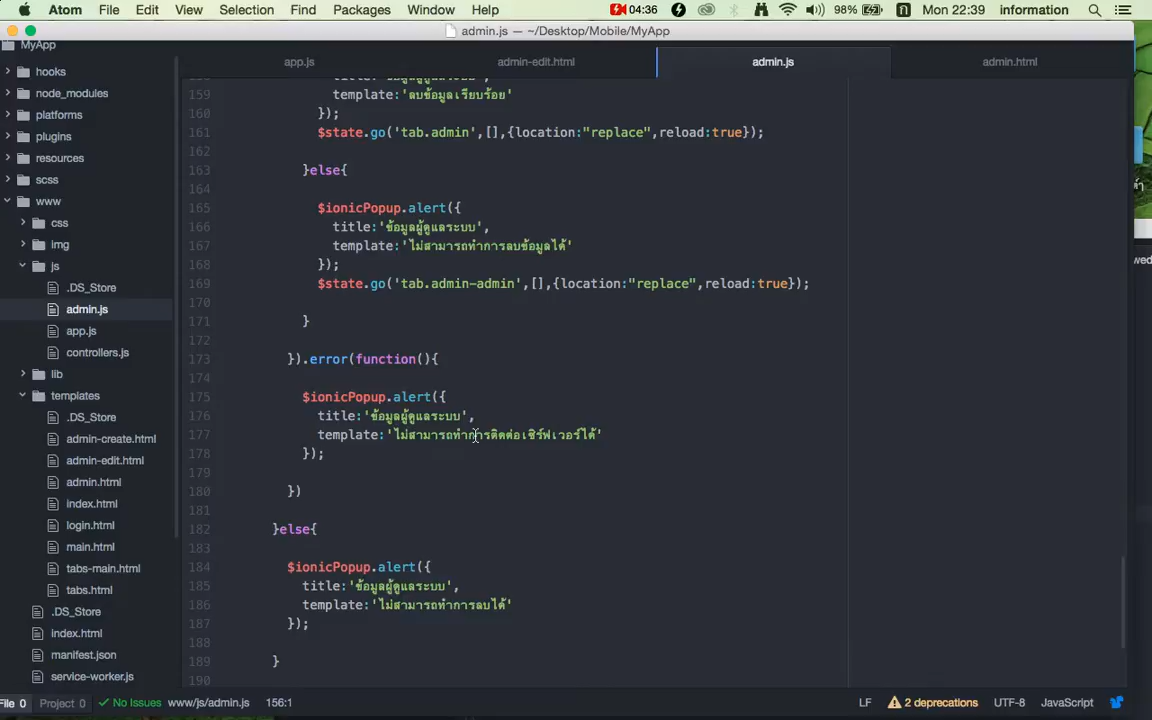 Atom File Edit View Selection Find Packages Window Help 04:36 98% Mon 22:39 information
admin.js — ~/Desktop/Mobile/MyApp
MyApp
app.js admin-edit.html admin.js admin.html
hooks
node_modules
platforms
plugins
resources
scss
www
css
img
js
.DS_Store
admin.js
app.js
controllers.js
lib
templates
.DS_Store
admin-create.html
admin-edit.html
admin.html
index.html
login.html
main.html
tabs-main.html
tabs.html
.DS_Store
index.html
manifest.json
service-worker.js
159 template:'ลบข้อมูลเรียบร้อย'
160 });
161 $state.go('tab.admin',[],{location:"replace",reload:true});
162
163 }else{
164
165 $ionicPopup.alert({
166 title:'ข้อมูลผู้ดูแลระบบ',
167 template:'ไม่สามารถทำการลบข้อมูลได้'
168 });
169 $state.go('tab.admin-admin',[],{location:"replace",reload:true});
170
171 }
172
173 }).error(function(){
174
175 $ionicPopup.alert({
176 title:'ข้อมูลผู้ดูแลระบบ',
177 template:'ไม่สามารถทำการติดต่อเซิร์ฟเวอร์ได้'
178 });
179
180 })
181
182 }else{
183
184 $ionicPopup.alert({
185 title:'ข้อมูลผู้ดูแลระบบ',
186 template:'ไม่สามารถทำการลบได้'
187 });
188
189 }
190
File 0 Project 0 No Issues www/js/admin.js 156:1 LF 2 deprecations UTF-8 JavaScript